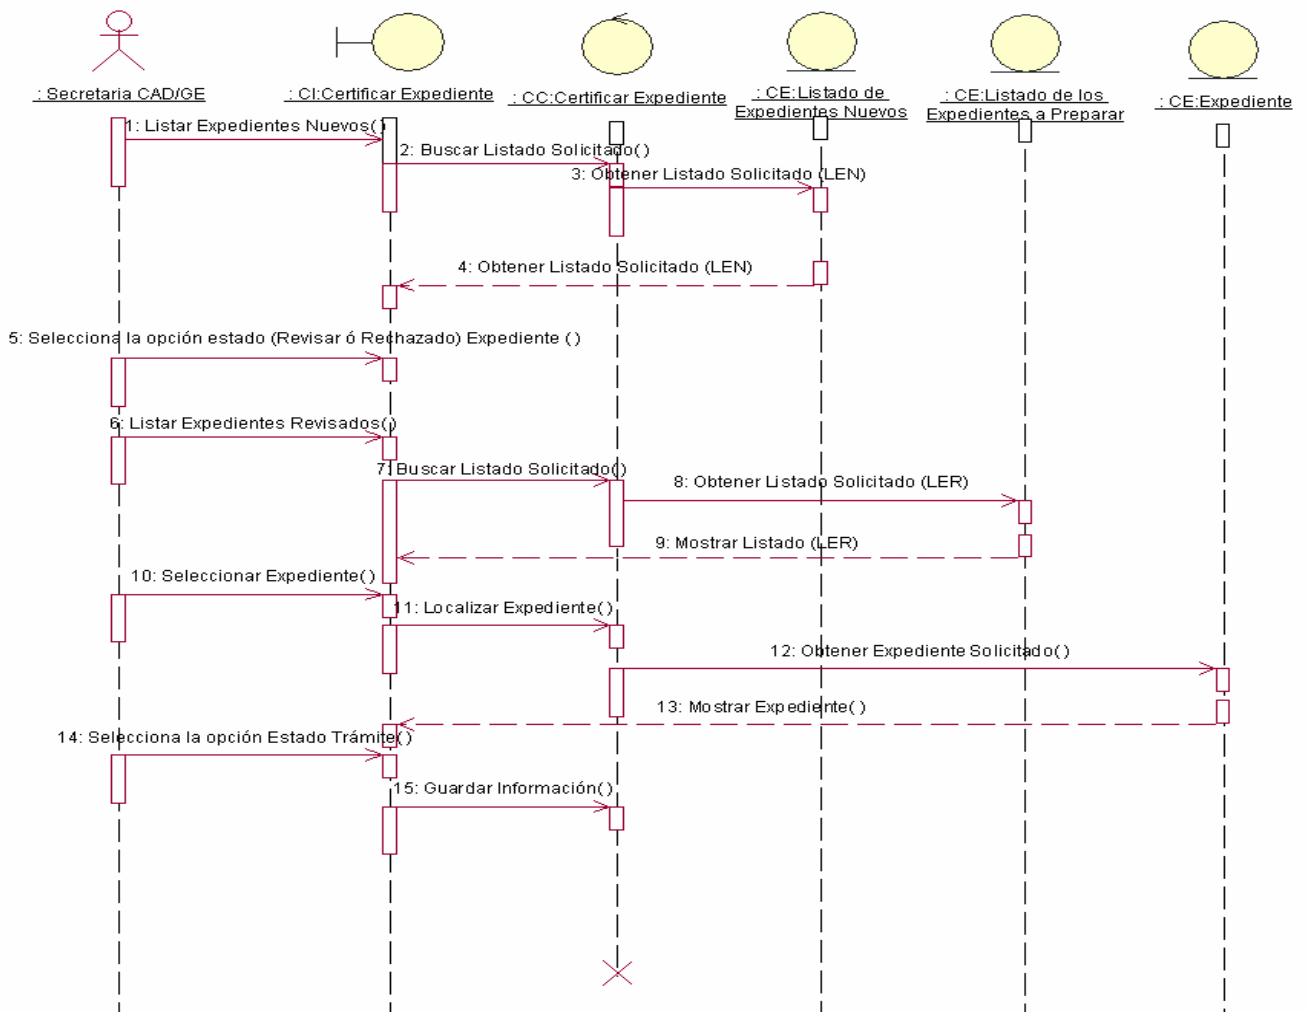 : Secretaria CAD/GE
: CI:Certificar Expediente
: CC:Certificar Expediente
: CE:Listado de
Expedientes Nuevos
: CE:Listado de los
Expedientes a Preparar
: CE:Expediente
1: Listar Expedientes Nuevos()
2: Buscar Listado Solicitado()
3: Obtener Listado Solicitado (LEN)
4: Obtener Listado Solicitado (LEN)
5: Selecciona la opción estado (Revisar ó Rechazado) Expediente ()
6: Listar Expedientes Revisados()
7: Buscar Listado Solicitado()
8: Obtener Listado Solicitado (LER)
9: Mostrar Listado (LER)
10: Seleccionar Expediente()
11: Localizar Expediente()
12: Obtener Expediente Solicitado()
13: Mostrar Expediente()
14: Selecciona la opción Estado Trámite()
15: Guardar Información()